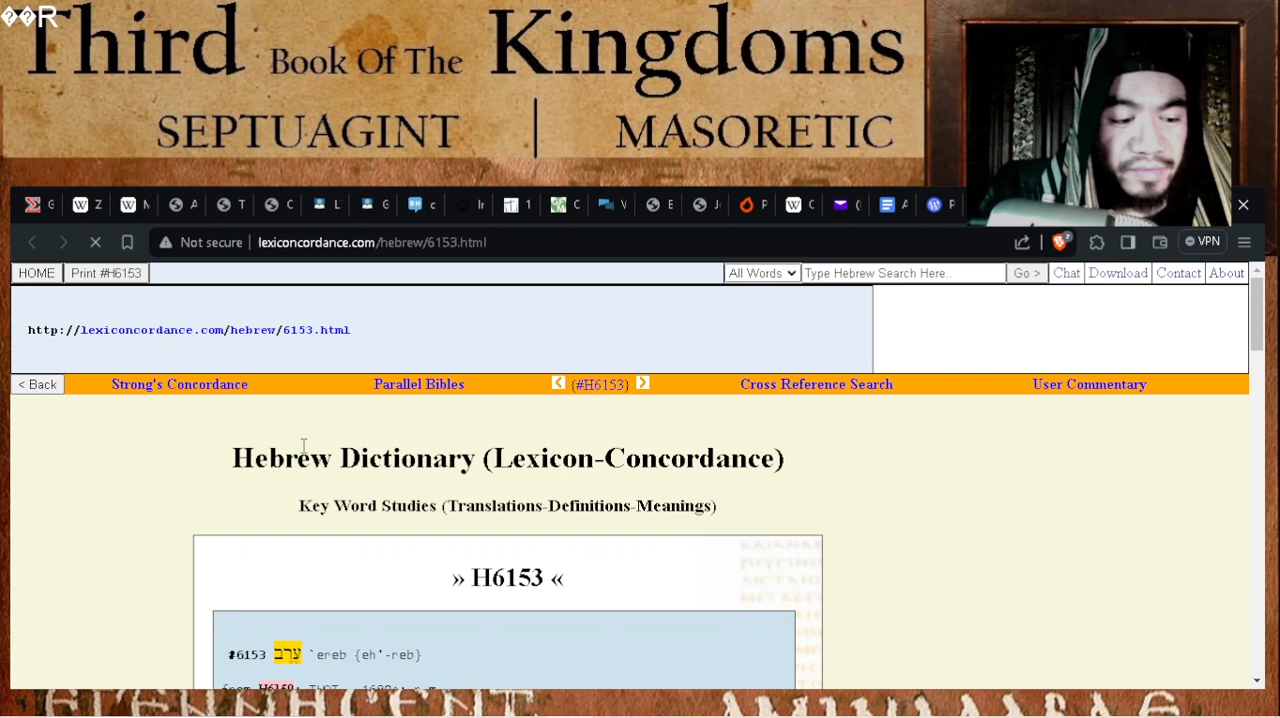 R
Third Book Of The Kingdoms
SEPTUAGINT | MASORETIC
Not secure | lexiconcordance.com/hebrew/6153.html
VPN
HOME Print #H6153 All Words Type Hebrew Search Here.. Go > Chat Download Contact About
http://lexiconcordance.com/hebrew/6153.html
< Back Strong's Concordance Parallel Bibles (#H6153) Cross Reference Search User Commentary
Hebrew Dictionary (Lexicon-Concordance)
Key Word Studies (Translations-Definitions-Meanings)
» H6153 «
#6153 עֶרֶב `ereb {eh'-reb}